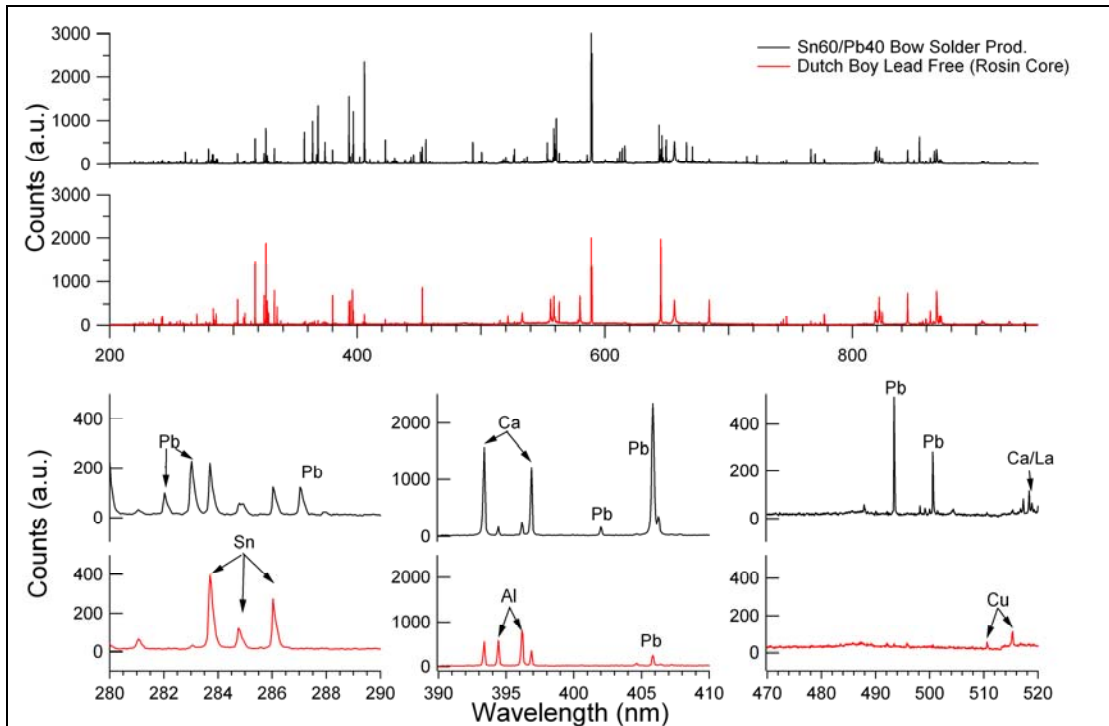 3000
2000
1000
0
Sn60/Pb40 Bow Solder Prod.
Dutch Boy Lead Free (Rosin Core)
Counts (a.u.)
3000
2000
1000
0
200
400
600
800
400
200
0
Pb
Pb
2000
1000
0
Ca
Pb
Pb
400
200
0
Pb
Pb
Ca/La
Counts (a.u.)
400
200
0
Sn
280
282
284
286
288
290
2000
1000
0
Al
Pb
390
395
400
405
410
400
200
0
Cu
470
480
490
500
510
520
Wavelength (nm)